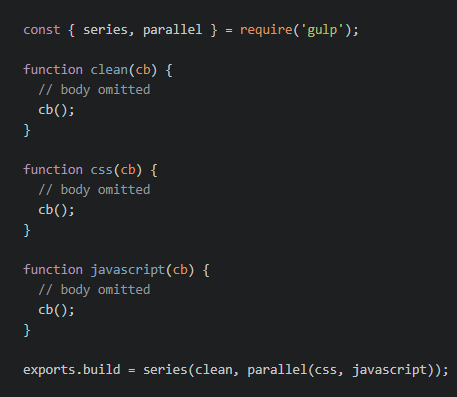 const { series, parallel } = require('gulp');

function clean(cb) {
  // body omitted
  cb();
}

function css(cb) {
  // body omitted
  cb();
}

function javascript(cb) {
  // body omitted
  cb();
}

exports.build = series(clean, parallel(css, javascript));